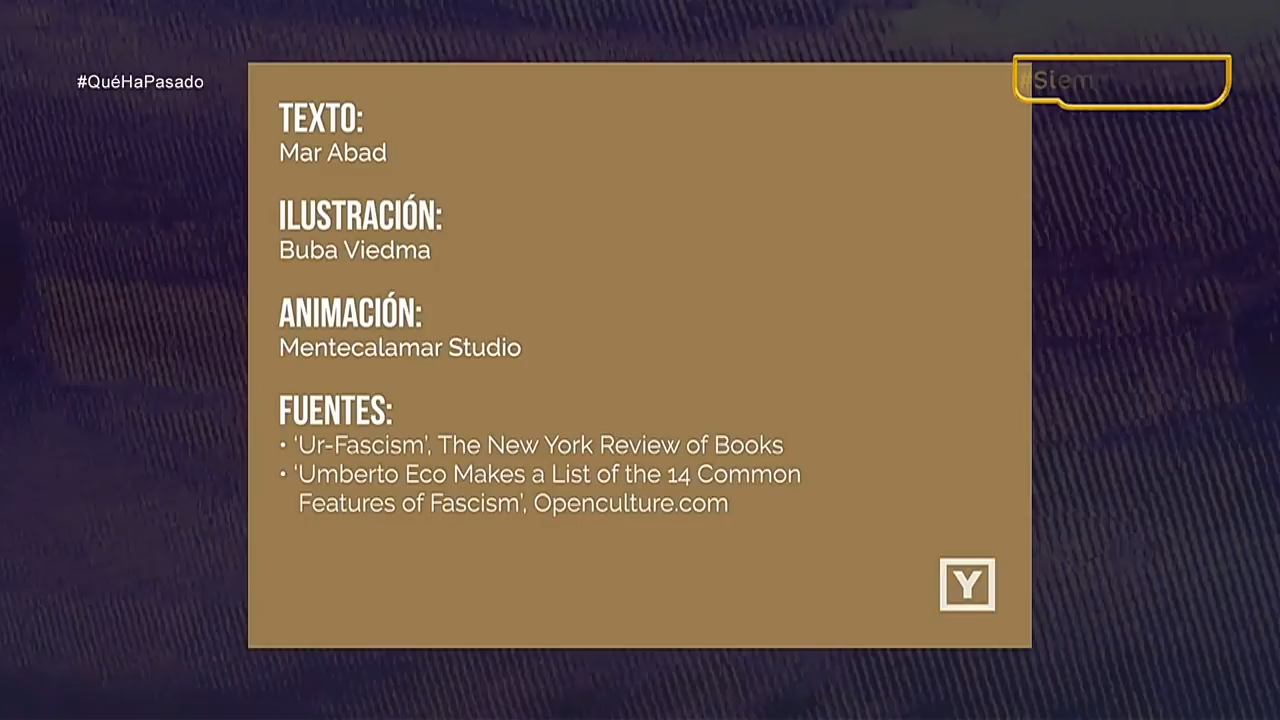 #QuéHaPasado
TEXTO:
Mar Abad
ILUSTRACIÓN:
Buba Viedma
ANIMACIÓN:
Mentecalamar Studio
FUENTES:
• ‘Ur-Fascism’, The New York Review of Books
• ‘Umberto Eco Makes a List of the 14 Common
Features of Fascism’, Openculture.com
Y